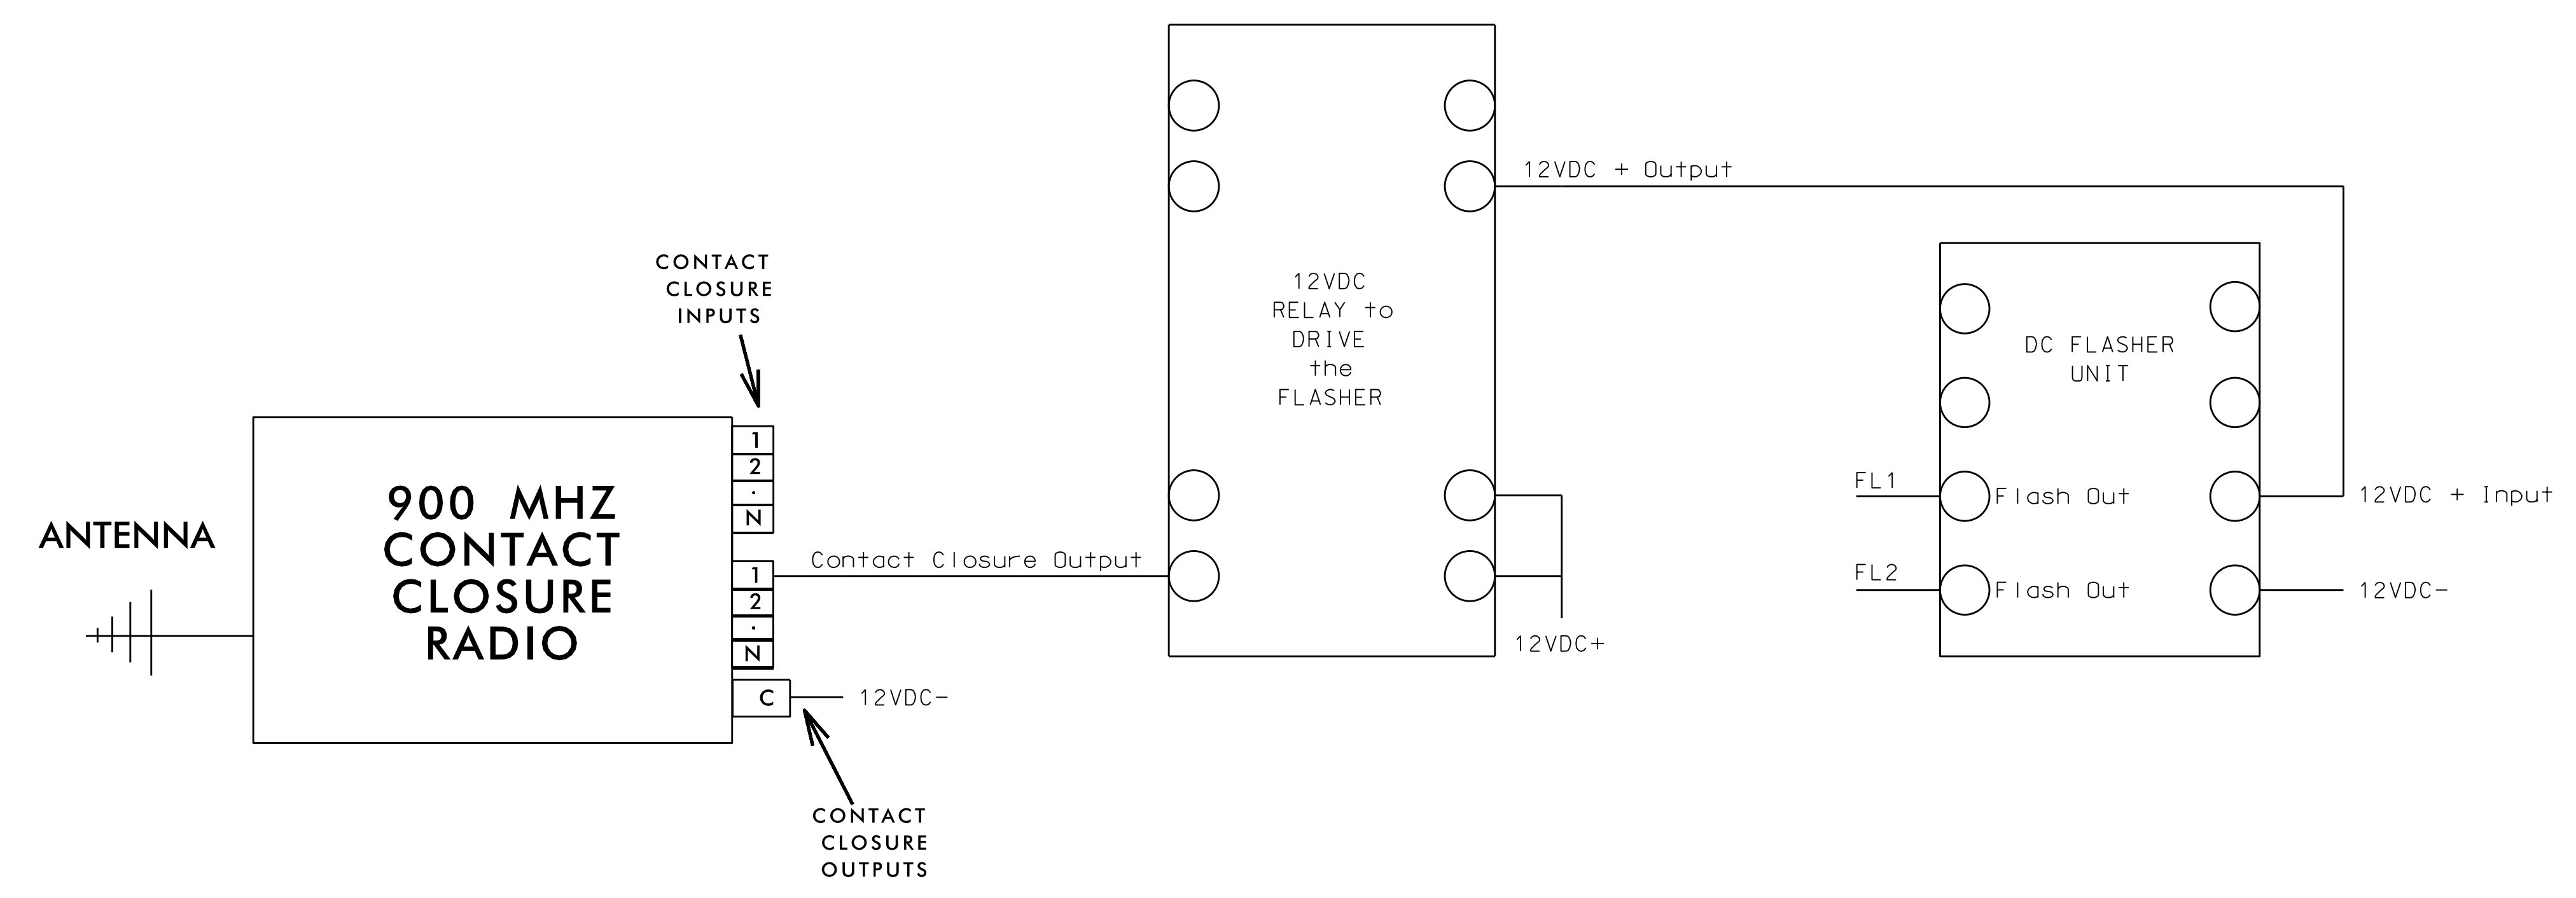 12VDC + Output
CONTACT
CLOSURE
INPUTS
12VDC
RELAY to
DRIVE
the
FLASHER
DC FLASHER
UNIT
1
2
.
N
900 MHZ
CONTACT
CLOSURE
RADIO
ANTENNA
FL1
Flash Out
12VDC + Input
Contact Closure Output
1
2
.
N
FL2
Flash Out
12VDC-
12VDC+
C
12VDC-
CONTACT
CLOSURE
OUTPUTS